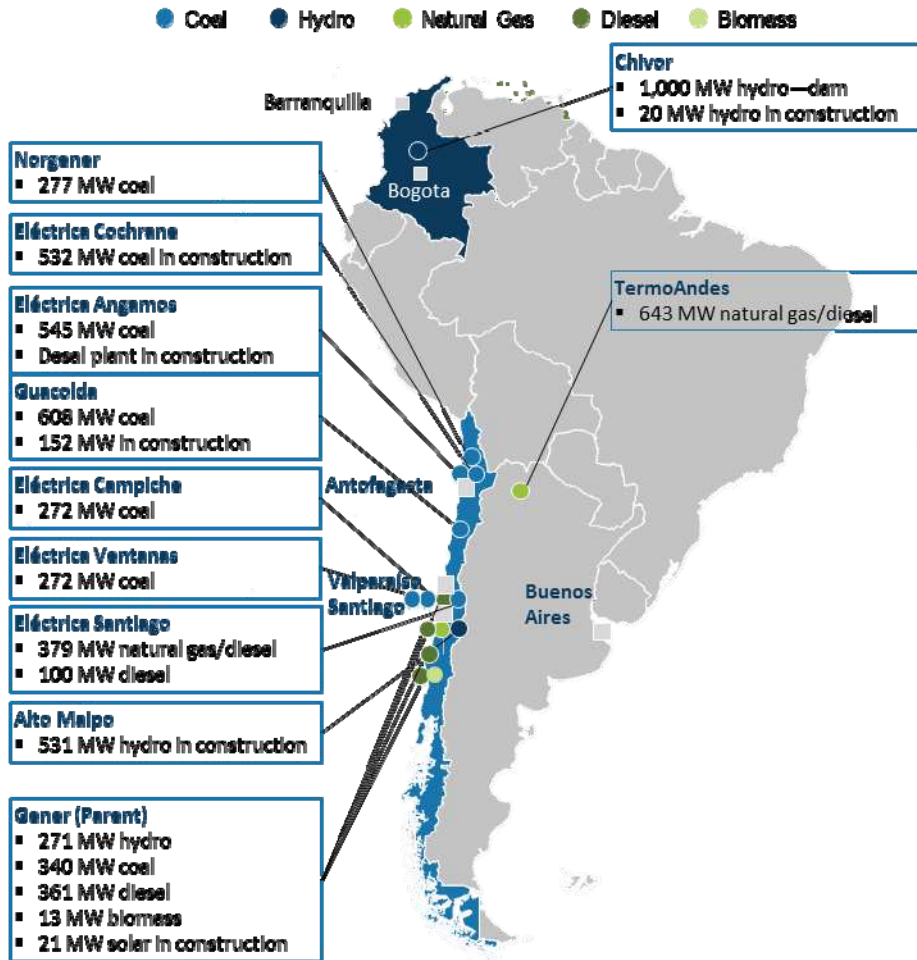 Coal Hydro Natural Gas Diesel Biomass
Chivor
▪ 1,000 MW hydro—dam
▪ 20 MW hydro in construction
Barranquilla
Bogota
Norgener
▪ 277 MW coal
Eléctrica Cochrane
▪ 532 MW coal in construction
Eléctrica Angamos
▪ 545 MW coal
▪ Desal plant in construction
Guacolda
▪ 608 MW coal
▪ 152 MW in construction
Eléctrica Campiche
▪ 272 MW coal
Eléctrica Ventanas
▪ 272 MW coal
Eléctrica Santiago
▪ 379 MW natural gas/diesel
▪ 100 MW diesel
Alto Maipo
▪ 531 MW hydro in construction
Gener (Parent)
▪ 271 MW hydro
▪ 340 MW coal
▪ 361 MW diesel
▪ 13 MW biomass
▪ 21 MW solar in construction
TermoAndes
▪ 643 MW natural gas/diesel
Antofagasta
Valparaiso
Santiago
Buenos
Aires